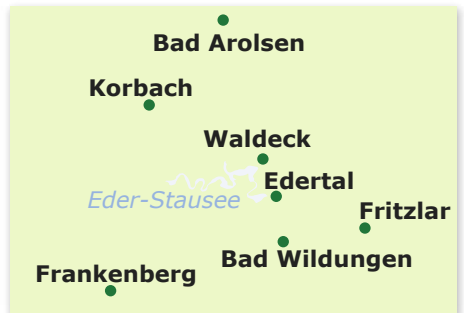 Bad Arolsen
Korbach
Waldeck
Edertal
Eder-Stausee
Fritzlar
Bad Wildungen
Frankenberg